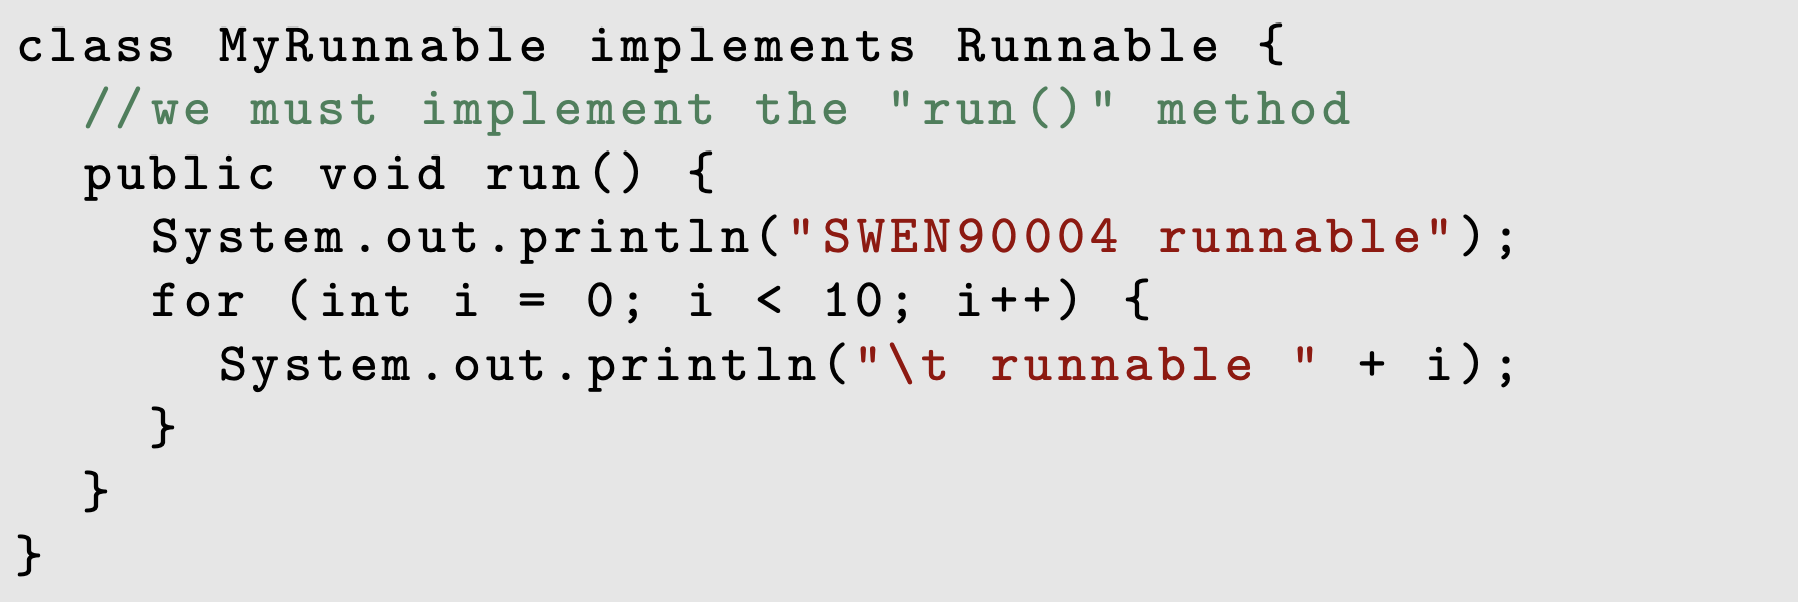 class MyRunnable implements Runnable {
  //we must implement the "run()" method
  public void run() {
    System.out.println("SWEN90004 runnable");
    for (int i = 0; i < 10; i++) {
      System.out.println("\t runnable " + i);
    }
  }
}